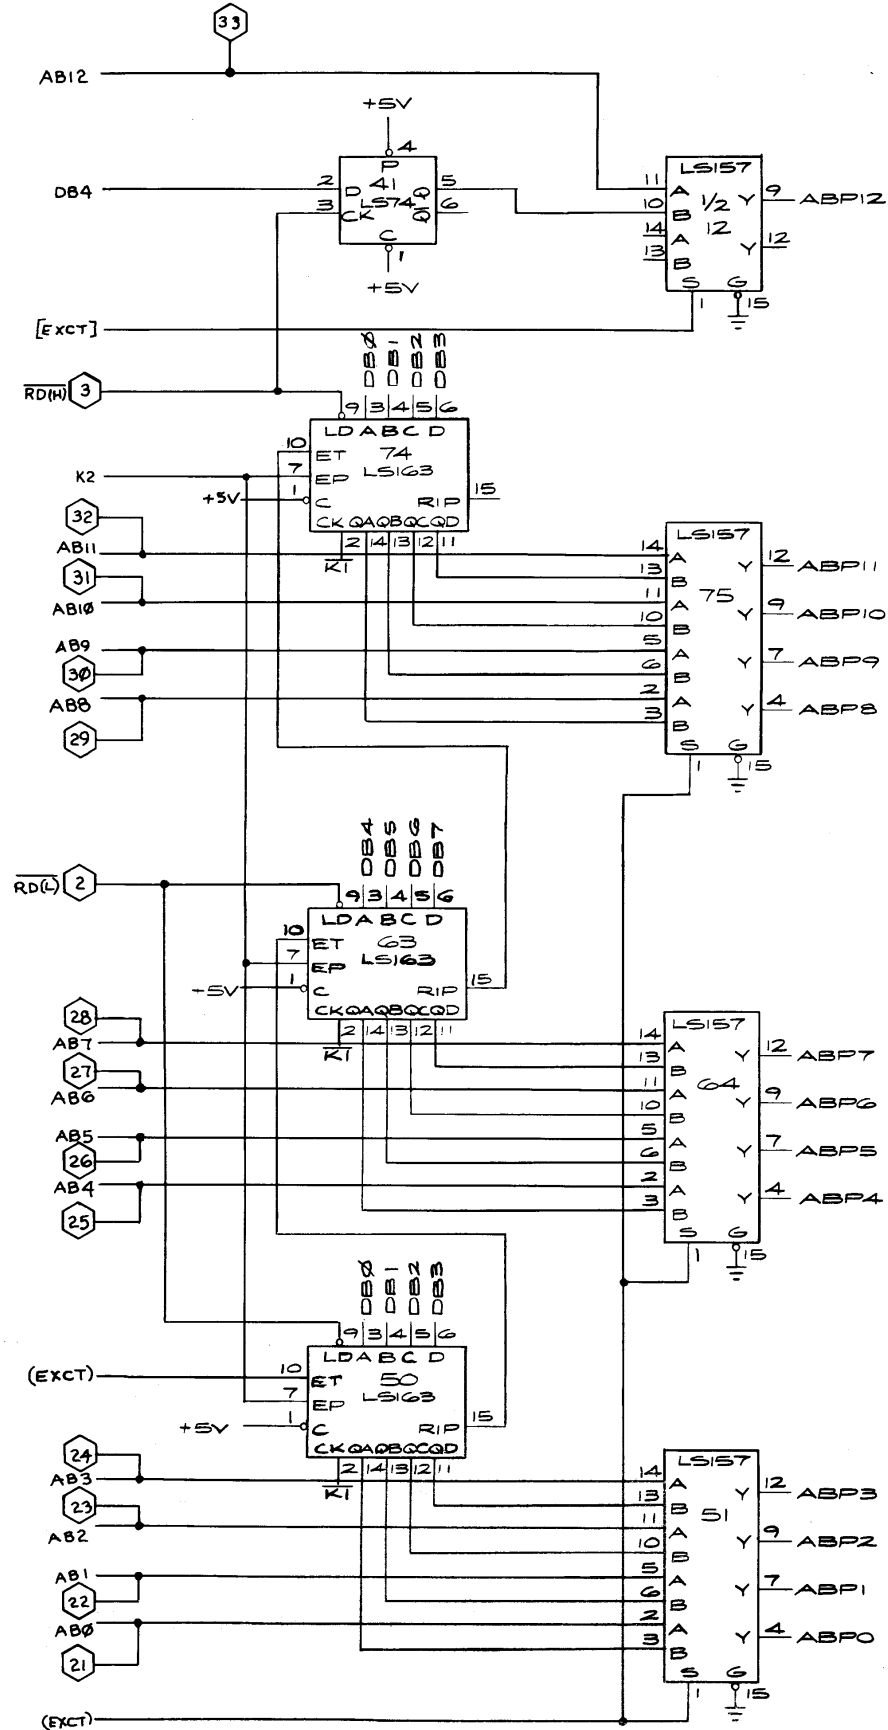 33
AB12
+5V
4
P
41
LS74
2 D Q 5
3 CK Q̅ 6
C
1
+5V
DB4
LS157
11 A Y 9 ABP12
10 B 1/2
12
14 A Y 12
13 B
S G
1 15
[EXCT]
R̅D̅(̅H̅)̅ 3
DBØ DB1 DB2 DB3
9 3 4 5 6
LD A B C D
10 ET 74
7 EP LS163
K2
+5V 1 C RIP 15
CK QA QB QC QD
2 14 13 12 11
K̅1̅
32
AB11
31
AB1Ø
AB9
30
AB8
29
LS157
14 A Y 12 ABP11
13 B
75
11 A Y 9 ABP10
10 B
5 A Y 7 ABP9
6 B
2 A Y 4 ABP8
3 B
S G
1 15
DB4 DB5 DB6 DB7
R̅D̅(̅L̅)̅ 2
9 3 4 5 6
LD A B C D
10 ET 63
7 EP LS163
+5V 1 C RIP 15
CK QA QB QC QD
2 14 13 12 11
K̅1̅
28
AB7
27
AB6
AB5
26
AB4
25
LS157
14 A Y 12 ABP7
13 B
64
11 A Y 9 ABP6
10 B
5 A Y 7 ABP5
6 B
2 A Y 4 ABP4
3 B
S G
1 15
DBØ DB1 DB2 DB3
9 3 4 5 6
LD A B C D
(EXCT) 10 ET 50
7 EP LS163
+5V 1 C RIP 15
CK QA QB QC QD
2 14 13 12 11
K̅1̅
24
AB3
23
AB2
AB1
22
ABØ
21
LS157
14 A Y 12 ABP3
13 B
51
11 A Y 9 ABP2
10 B
5 A Y 7 ABP1
6 B
2 A Y 4 ABP0
3 B
S G
1 15
(EXCT)